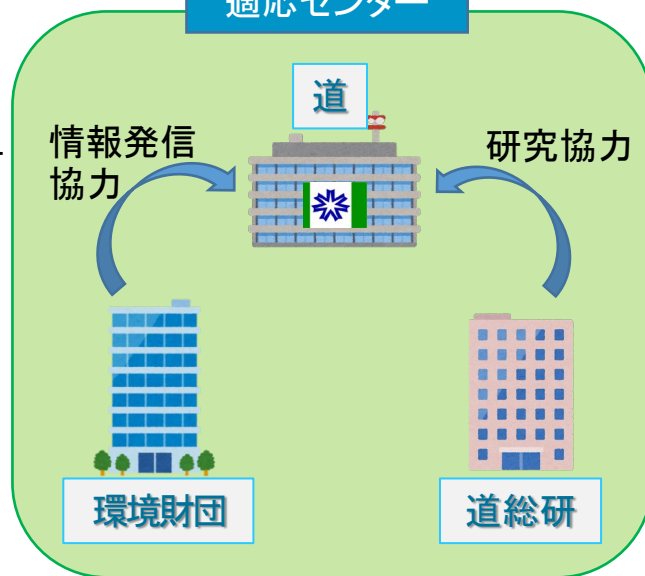 適応センター
道
情報発信
協力
研究協力
環境財団
道総研